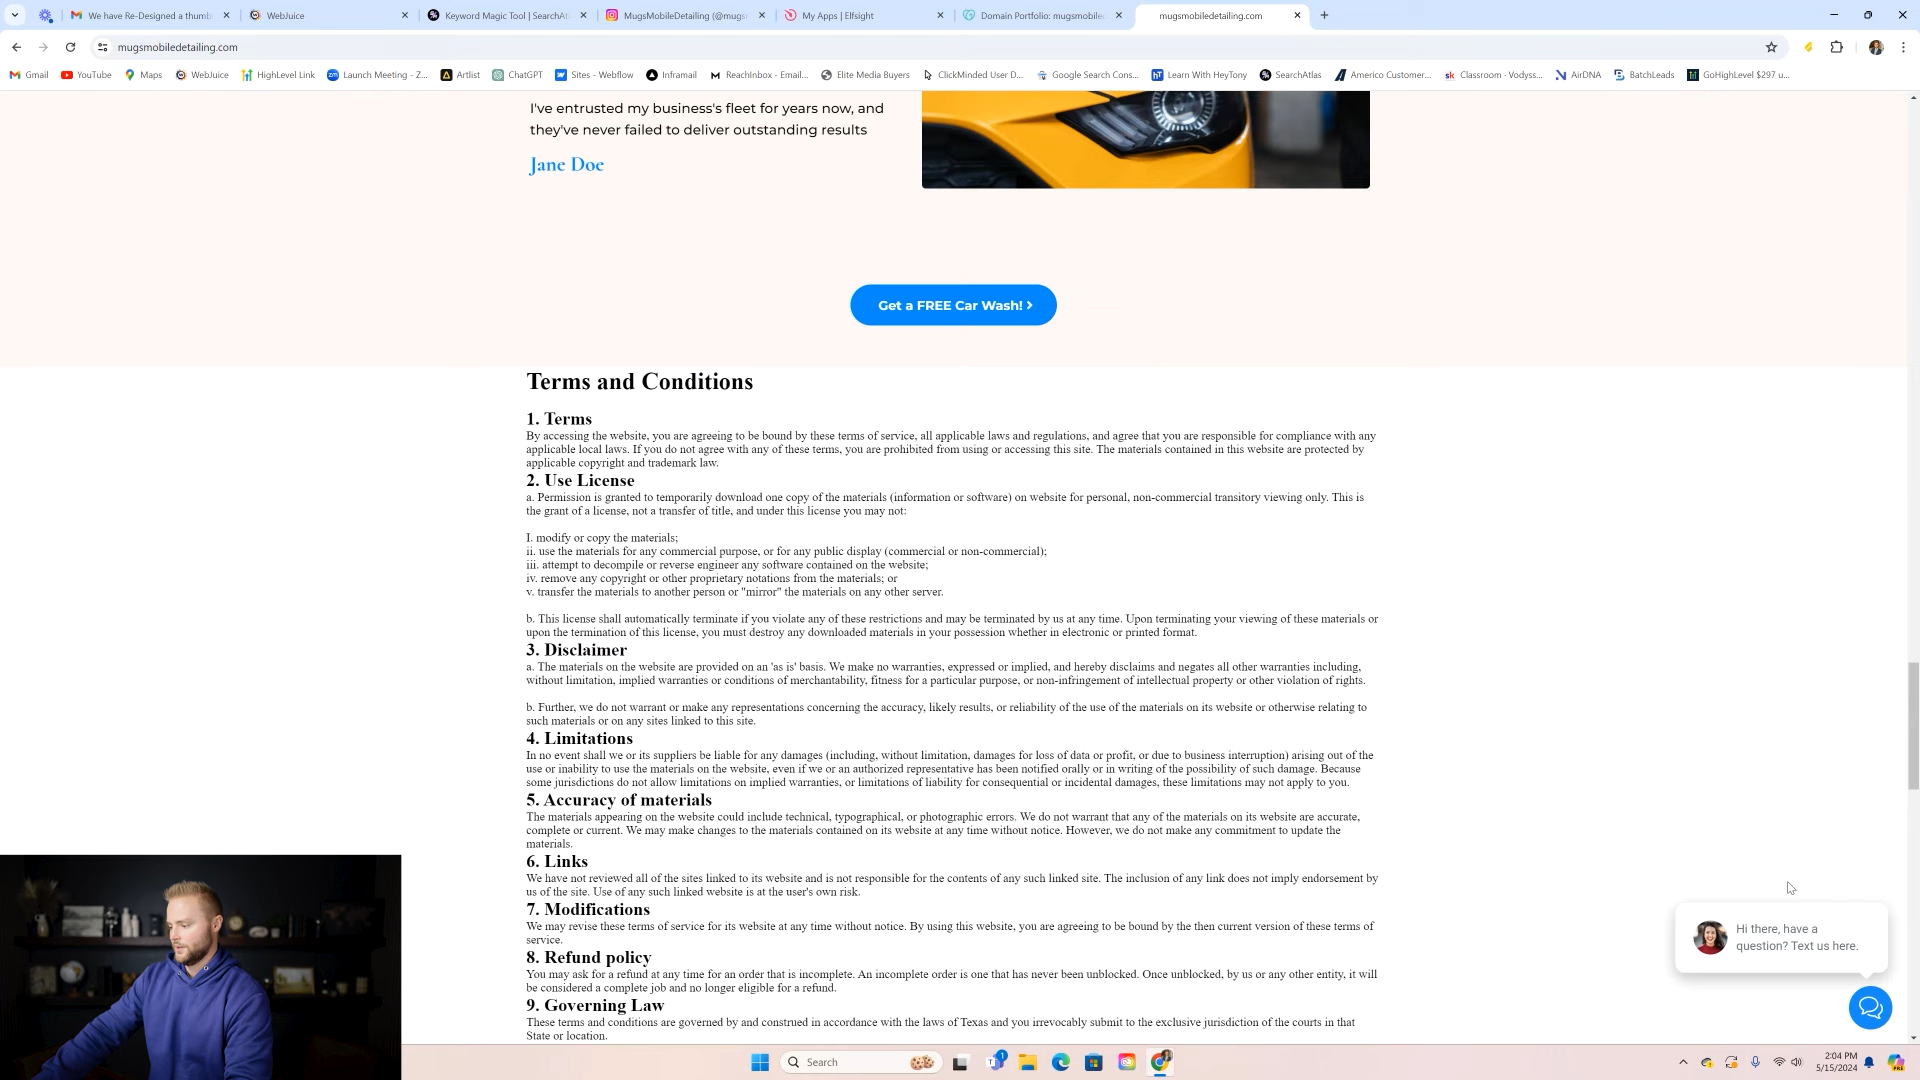 We have Re-Designed a thumb
WebJuice
Keyword Magic Tool | SearchAt
MugsMobileDetailing (@mugs
My Apps | Elfsight
Domain Portfolio: mugsmobile
mugsmobiledetailing.com
mugsmobiledetailing.com
Gmail
YouTube
Maps
WebJuice
HighLevel Link
Launch Meeting - Z...
Artlist
ChatGPT
Sites - Webflow
Inframail
ReachInbox - Email...
Elite Media Buyers
ClickMinded User D...
Google Search Cons...
Learn With HeyTony
SearchAtlas
Americo Customer...
Classroom · Vodyss...
AirDNA
BatchLeads
GoHighLevel $297 u...
I've entrusted my business's fleet for years now, and
they've never failed to deliver outstanding results
Jane Doe
Get a FREE Car Wash! >
Terms and Conditions
1. Terms
By accessing the website, you are agreeing to be bound by these terms of service, all applicable laws and regulations, and agree that you are responsible for compliance with any
applicable local laws. If you do not agree with any of these terms, you are prohibited from using or accessing this site. The materials contained in this website are protected by
applicable copyright and trademark law.
2. Use License
a. Permission is granted to temporarily download one copy of the materials (information or software) on website for personal, non-commercial transitory viewing only. This is
the grant of a license, not a transfer of title, and under this license you may not:
I. modify or copy the materials;
ii. use the materials for any commercial purpose, or for any public display (commercial or non-commercial);
iii. attempt to decompile or reverse engineer any software contained on the website;
iv. remove any copyright or other proprietary notations from the materials; or
v. transfer the materials to another person or "mirror" the materials on any other server.
b. This license shall automatically terminate if you violate any of these restrictions and may be terminated by us at any time. Upon terminating your viewing of these materials or
upon the termination of this license, you must destroy any downloaded materials in your possession whether in electronic or printed format.
3. Disclaimer
a. The materials on the website are provided on an 'as is' basis. We make no warranties, expressed or implied, and hereby disclaims and negates all other warranties including,
without limitation, implied warranties or conditions of merchantability, fitness for a particular purpose, or non-infringement of intellectual property or other violation of rights.
b. Further, we do not warrant or make any representations concerning the accuracy, likely results, or reliability of the use of the materials on its website or otherwise relating to
such materials or on any sites linked to this site.
4. Limitations
In no event shall we or its suppliers be liable for any damages (including, without limitation, damages for loss of data or profit, or due to business interruption) arising out of the
use or inability to use the materials on the website, even if we or an authorized representative has been notified orally or in writing of the possibility of such damage. Because
some jurisdictions do not allow limitations on implied warranties, or limitations of liability for consequential or incidental damages, these limitations may not apply to you.
5. Accuracy of materials
The materials appearing on the website could include technical, typographical, or photographic errors. We do not warrant that any of the materials on its website are accurate,
complete or current. We may make changes to the materials contained on its website at any time without notice. However, we do not make any commitment to update the
materials.
6. Links
We have not reviewed all of the sites linked to its website and is not responsible for the contents of any such linked site. The inclusion of any link does not imply endorsement by
us of the site. Use of any such linked website is at the user's own risk.
7. Modifications
We may revise these terms of service for its website at any time without notice. By using this website, you are agreeing to be bound by the then current version of these terms of
service.
8. Refund policy
You may ask for a refund at any time for an order that is incomplete. An incomplete order is one that has never been unblocked. Once unblocked, by us or any other entity, it will
be considered a complete job and no longer eligible for a refund.
9. Governing Law
These terms and conditions are governed by and construed in accordance with the laws of Texas and you irrevocably submit to the exclusive jurisdiction of the courts in that
State or location.
Hi there, have a
question? Text us here.
Search
2:04 PM
5/15/2024